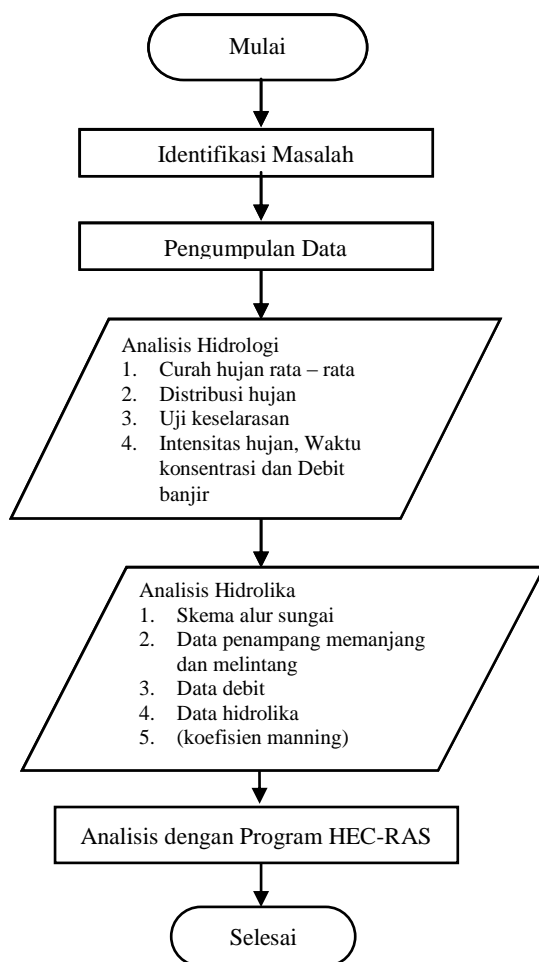 Mulai
Identifikasi Masalah
Pengumpulan Data
Analisis Hidrologi
1. Curah hujan rata – rata
2. Distribusi hujan
3. Uji keselarasan
4. Intensitas hujan, Waktu
konsentrasi dan Debit
banjir
Analisis Hidrolika
1. Skema alur sungai
2. Data penampang memanjang
dan melintang
3. Data debit
4. Data hidrolika
5. (koefisien manning)
Analisis dengan Program HEC-RAS
Selesai